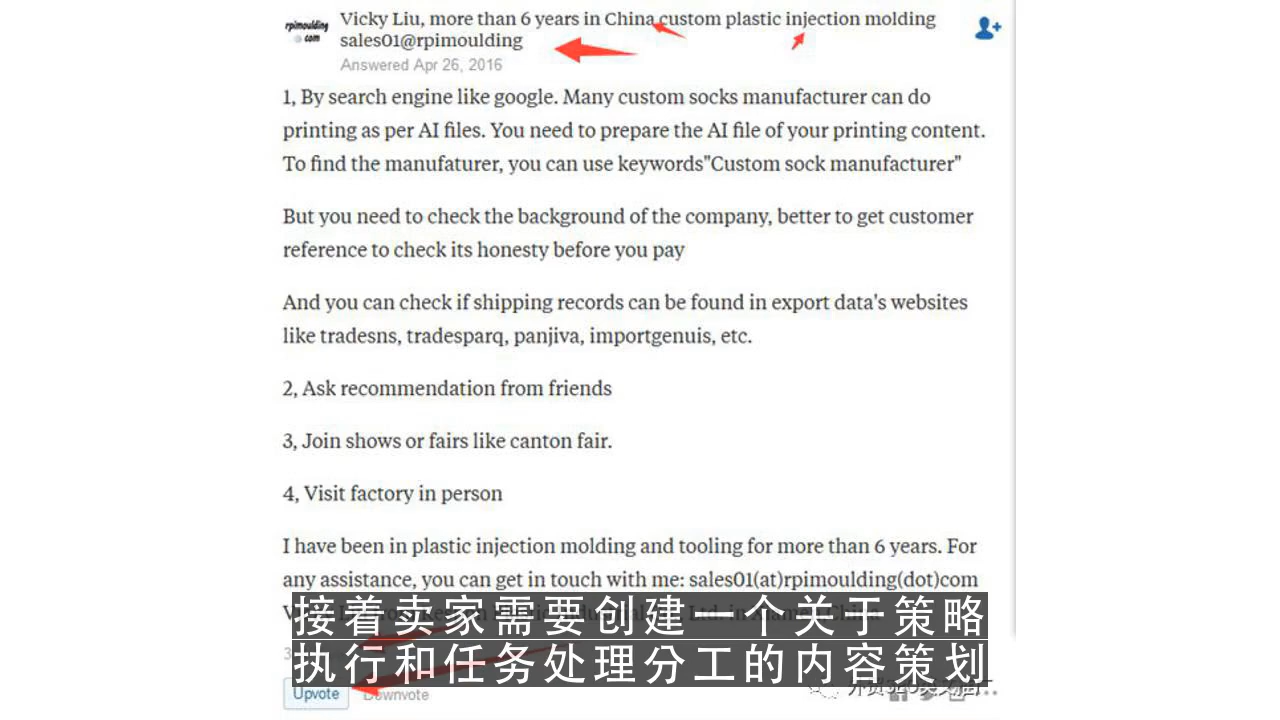 rpimoulding
com
Vicky Liu, more than 6 years in China custom plastic injection molding
sales01@rpimoulding
Answered Apr 26, 2016
1, By search engine like google. Many custom socks manufacturer can do
printing as per AI files. You need to prepare the AI file of your printing content.
To find the manufaturer, you can use keywords"Custom sock manufacturer"
But you need to check the background of the company, better to get customer
reference to check its honesty before you pay
And you can check if shipping records can be found in export data's websites
like tradesns, tradesparq, panjiva, importgenuis, etc.
2, Ask recommendation from friends
3, Join shows or fairs like canton fair.
4, Visit factory in person
I have been in plastic injection molding and tooling for more than 6 years. For
any assistance, you can get in touch with me: sales01(at)rpimoulding(dot)com
Ltd. in China
接着卖家需要创建一个关于策略
执行和任务处理分工的内容策划
Upvote Downvote